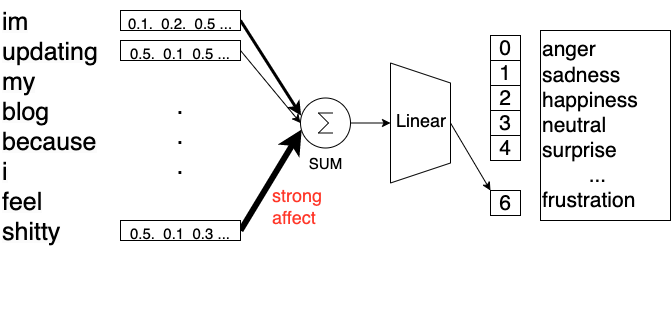 im
updating
my
blog
because
i
feel
shitty
0.1. 0.2. 0.5 ...
0.5. 0.1 0.5 ...
.
.
.
0.5. 0.1 0.3 ...
strong
affect
∑
SUM
Linear
0
1
2
3
4
6
anger
sadness
happiness
neutral
surprise
...
frustration